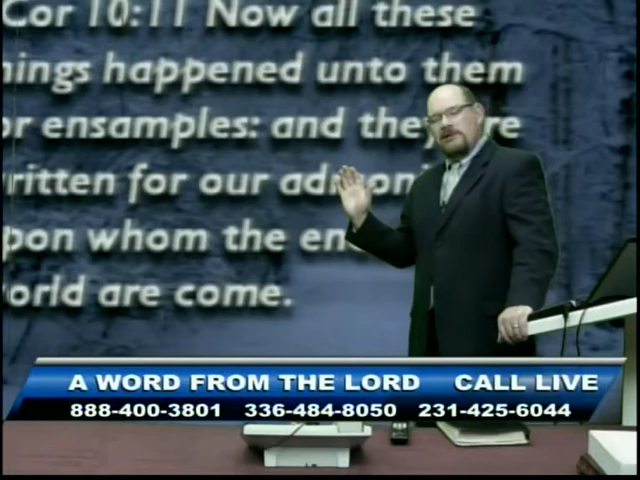 Cor 10:11 Now all these
hings happened unto them
or ensamples: and they re
ritten for our admoni
pon whom the en
orld are come.
A WORD FROM THE LORD CALL LIVE
888-400-3801 336-484-8050 231-425-6044